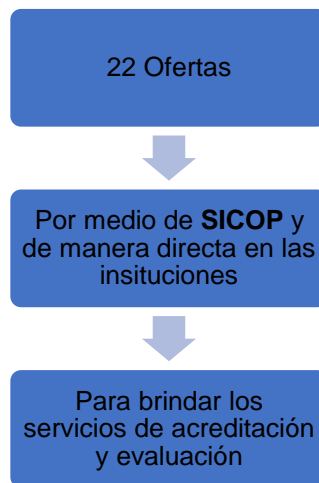 22 Ofertas
Por medio de SICOP y
de manera directa en las
insituciones
Para brindar los
servicios de acreditación
y evaluación